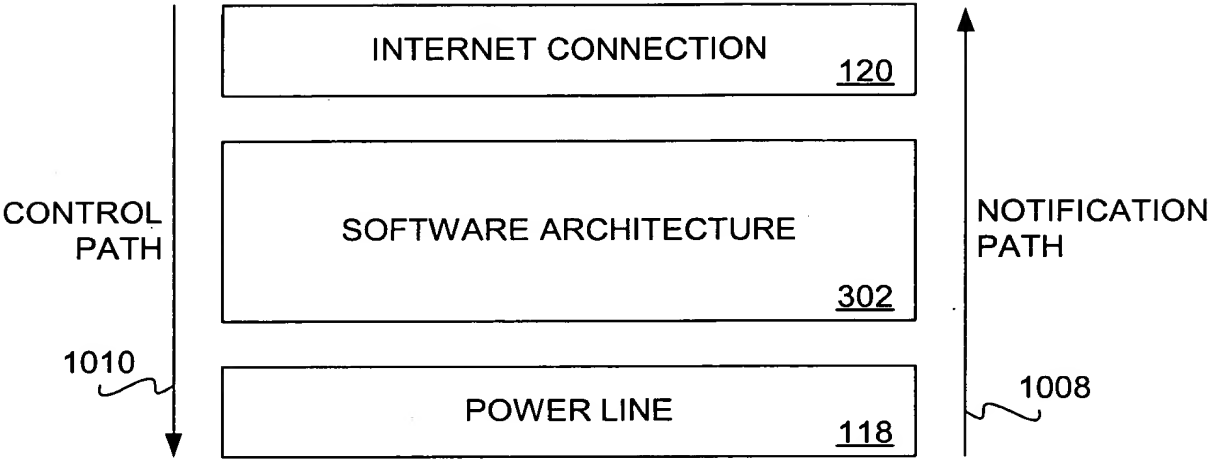 INTERNET CONNECTION
120
CONTROL
PATH
SOFTWARE ARCHITECTURE
302
NOTIFICATION
PATH
1010
POWER LINE
118
1008